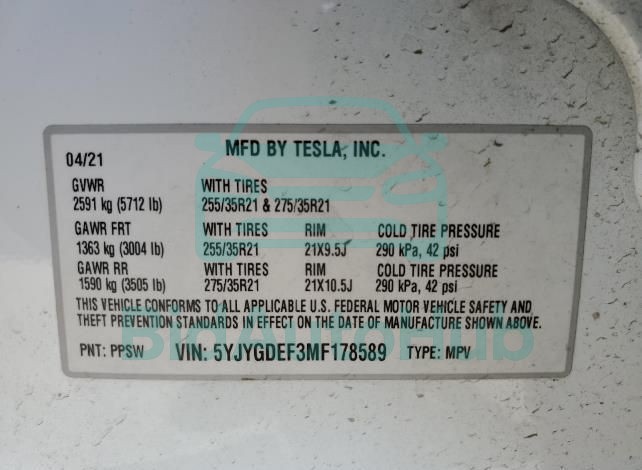 MFD BY TESLA, INC.
04/21
GVWR WITH TIRES
2591 kg (5712 lb) 255/35R21 & 275/35R21
GAWR FRT WITH TIRES RIM COLD TIRE PRESSURE
1363 kg (3004 lb) 255/35R21 21X9.5J 290 kPa, 42 psi
GAWR RR WITH TIRES RIM COLD TIRE PRESSURE
1590 kg (3505 lb) 275/35R21 21X10.5J 290 kPa, 42 psi
THIS VEHICLE CONFORMS TO ALL APPLICABLE U.S. FEDERAL MOTOR VEHICLE SAFETY AND
THEFT PREVENTION STANDARDS IN EFFECT ON THE DATE OF MANUFACTURE SHOWN ABOVE.
PNT: PPSW VIN: 5YJYGDEF3MF178589 TYPE: MPV